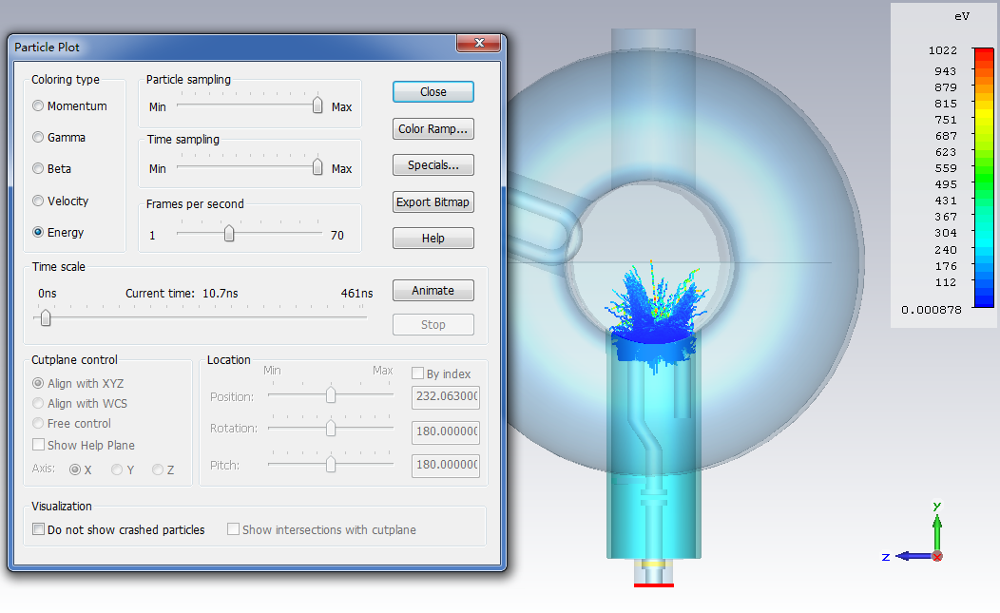 Particle Plot
Coloring type
Momentum
Gamma
Beta
Velocity
Energy
Particle sampling
Min Max
Time sampling
Min Max
Frames per second
1 70
Close
Color Ramp...
Specials...
Export Bitmap
Help
Time scale
0ns Current time: 10.7ns 461ns
Animate
Stop
Cutplane control
Align with XYZ
Align with WCS
Free control
Show Help Plane
Axis: X Y Z
Location
Min Max
By index
Position: 232.063000
Rotation: 180.000000
Pitch: 180.000000
Visualization
Do not show crashed particles Show intersections with cutplane
eV
1022
943
879
815
751
687
623
559
495
431
367
304
240
176
112
0.000878
y
z